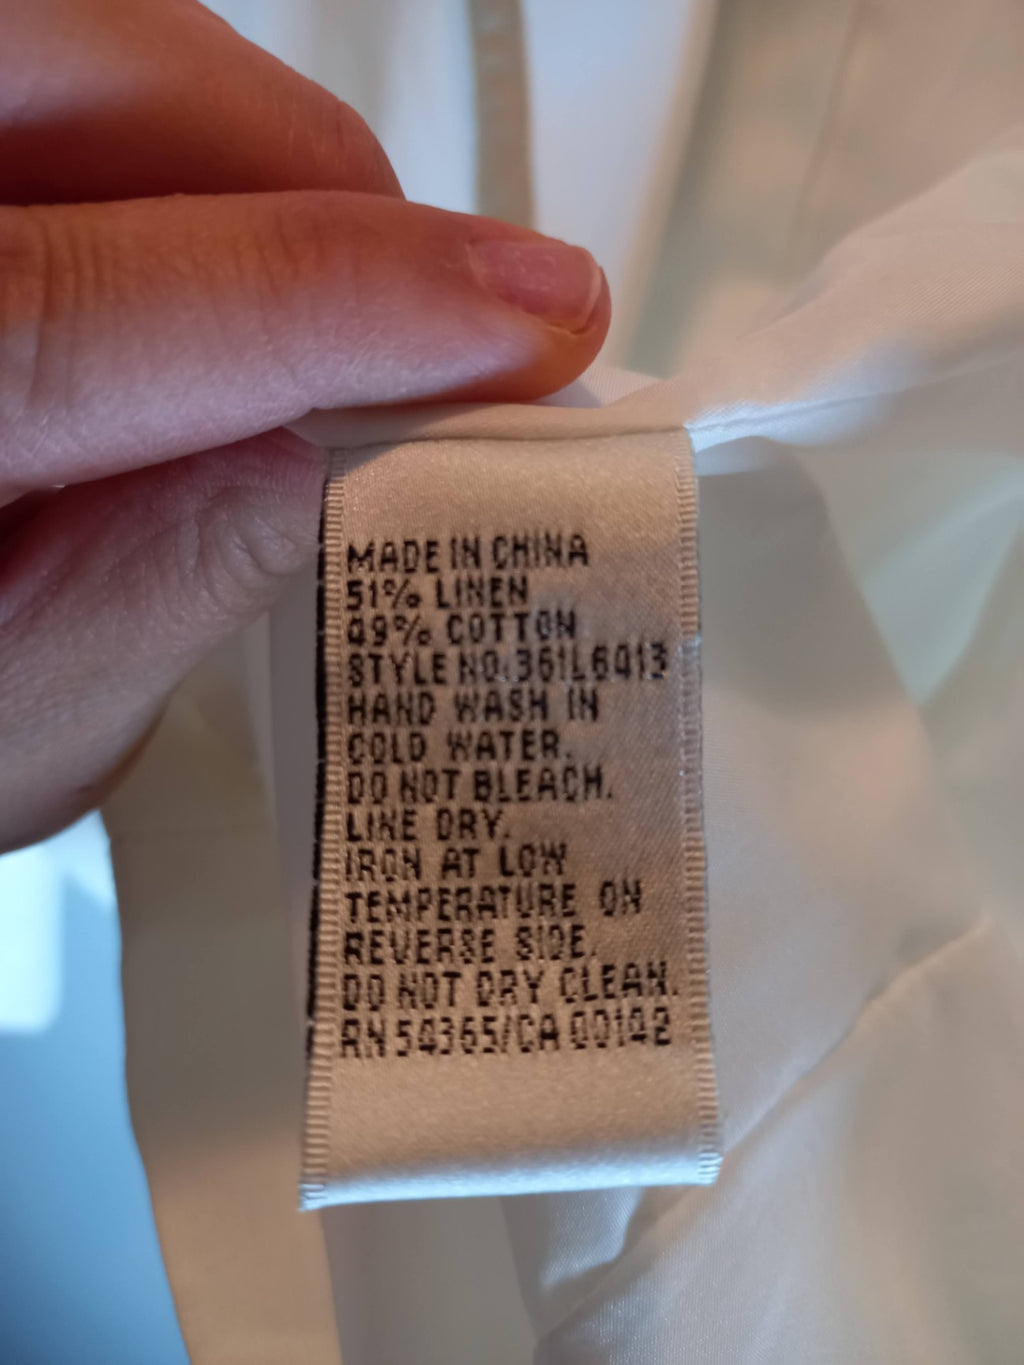 MADE IN CHINA
51% LINEN
49% COTTON
STYLE NO.361L6413
HAND WASH IN
COLD WATER.
DO NOT BLEACH.
LINE DRY.
IRON AT LOW
TEMPERATURE ON
REVERSE SIDE.
DO NOT DRY CLEAN.
RN 54365/CA 00142